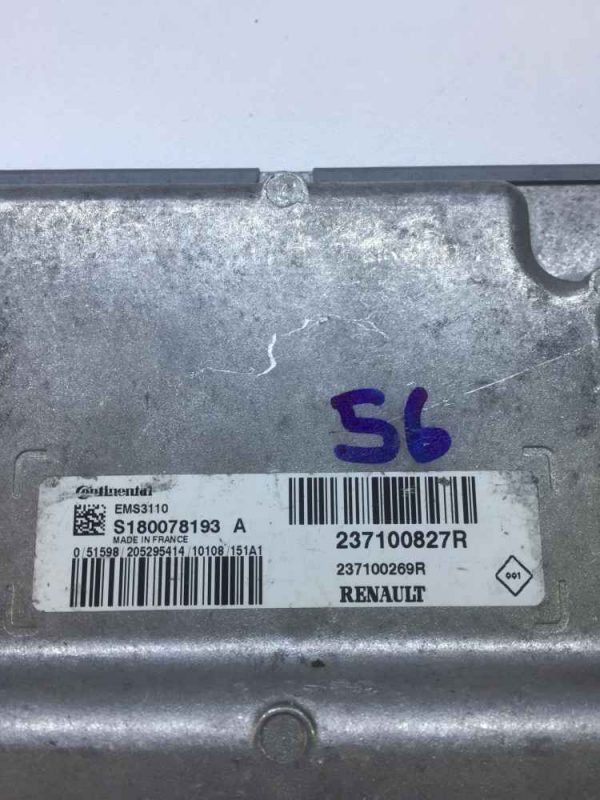 56
Continental
EMS3110
S180078193 A
MADE IN FRANCE
0 51598 / 205295414 / 10108 / 151A1
237100827R
237100269R
RENAULT
001